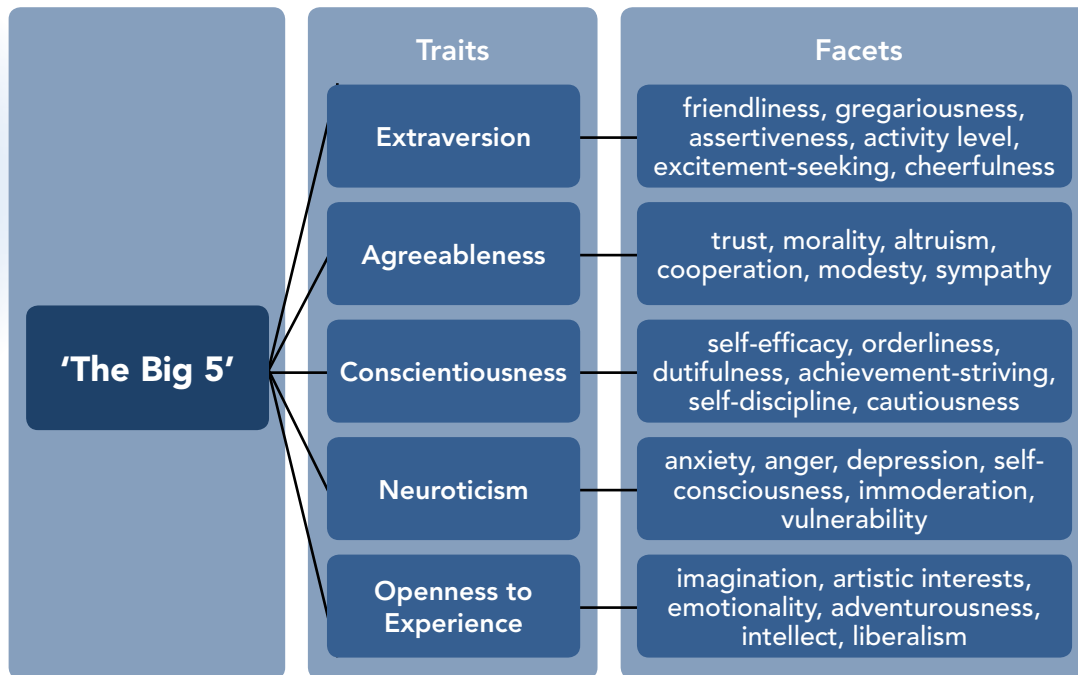 Traits
Facets
'The Big 5'
Extraversion
friendliness, gregariousness,
assertiveness, activity level,
excitement-seeking, cheerfulness
Agreeableness
trust, morality, altruism,
cooperation, modesty, sympathy
Conscientiousness
self-efficacy, orderliness,
dutifulness, achievement-striving,
self-discipline, cautiousness
Neuroticism
anxiety, anger, depression, self-
consciousness, immoderation,
vulnerability
Openness to
Experience
imagination, artistic interests,
emotionality, adventurousness,
intellect, liberalism